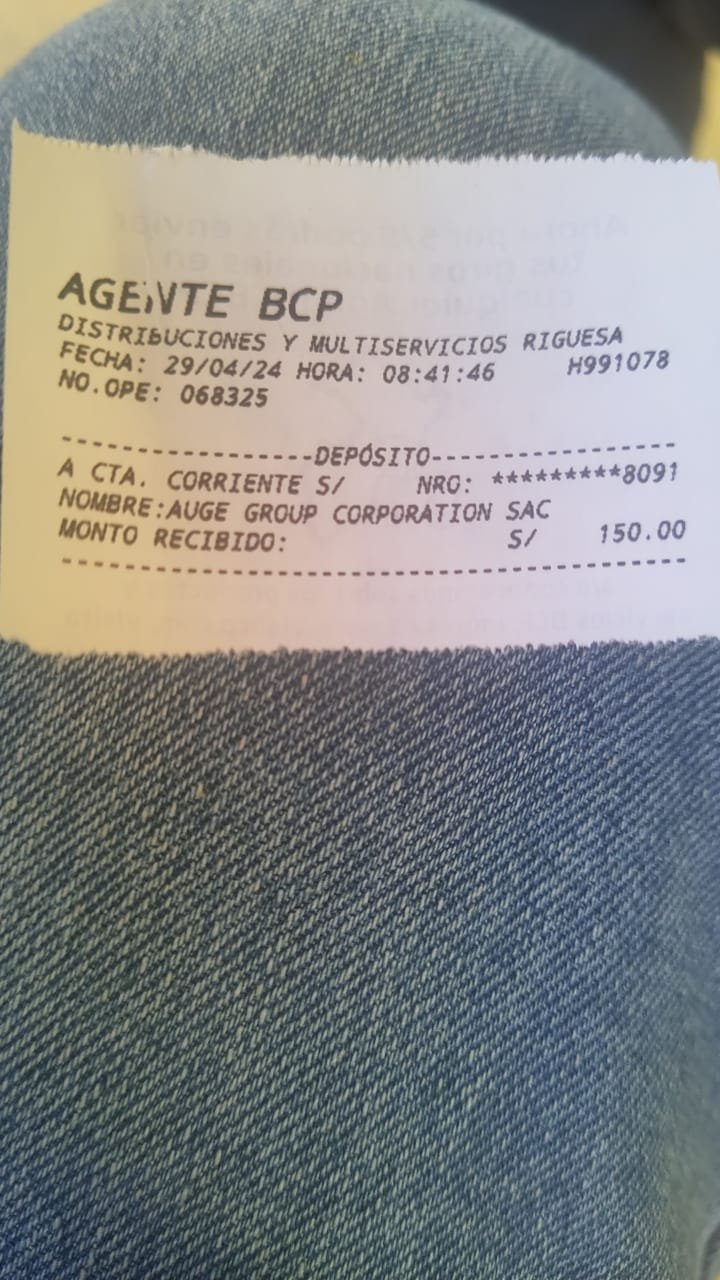 AGENTE BCP
DISTRIBUCIONES Y MULTISERVICIOS RIGUESA
FECHA: 29/04/24 HORA: 08:41:46 H991078
NO.OPE: 068325
-----------------DEPÓSITO-----------------
A CTA. CORRIENTE S/ NRO: *********8091
NOMBRE:AUGE GROUP CORPORATION SAC
MONTO RECIBIDO: S/ 150.00
------------------------------------------